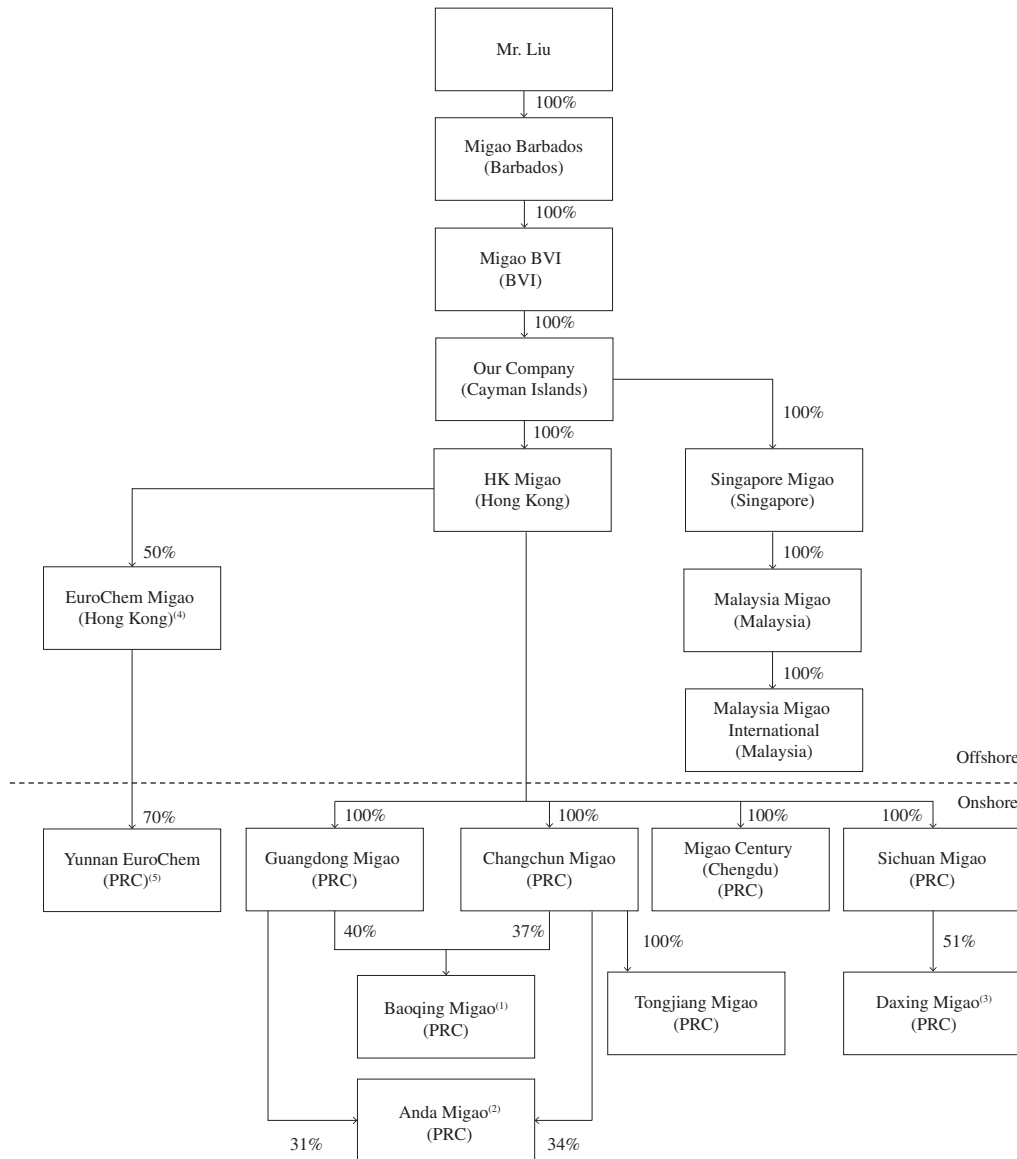 Mr. Liu
100%
Migao Barbados
(Barbados)
100%
Migao BVI
(BVI)
100%
Our Company
(Cayman Islands)
100%
100%
HK Migao
(Hong Kong)
Singapore Migao
(Singapore)
50%
100%
EuroChem Migao
(Hong Kong)(4)
Malaysia Migao
(Malaysia)
100%
Malaysia Migao
International
(Malaysia)
Offshore
Onshore
70%
100%
100%
100%
100%
Yunnan EuroChem
(PRC)(5)
Guangdong Migao
(PRC)
Changchun Migao
(PRC)
Migao Century
(Chengdu)
(PRC)
Sichuan Migao
(PRC)
40%
37%
100%
51%
Baoqing Migao(1)
(PRC)
Tongjiang Migao
(PRC)
Daxing Migao(3)
(PRC)
Anda Migao(2)
(PRC)
31%
34%